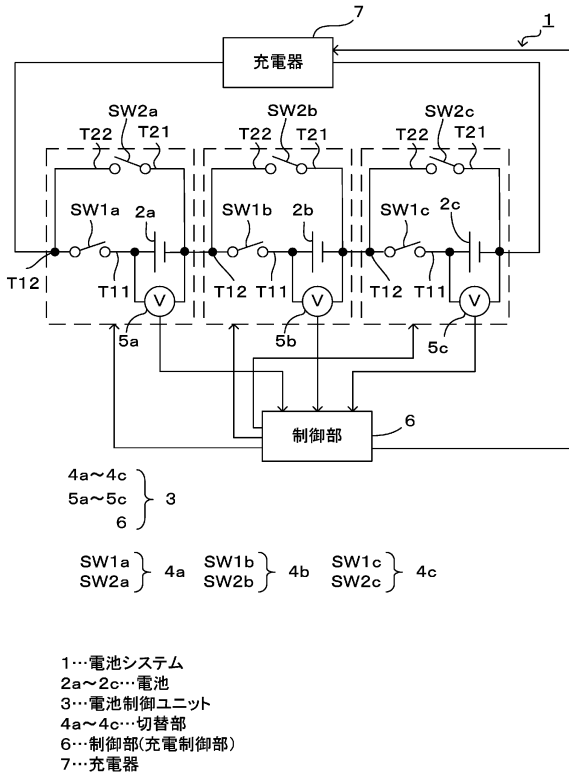 7
1
充電器
SW2a
SW2b
SW2c
T22
T21
T22
T21
T22
T21
SW1a
2a
SW1b
2b
SW1c
2c
T12
T11
T12
T11
T12
T11
V
V
V
5a
5b
5c
制御部
6
4a～4c
5a～5c
6
3
SW1a
SW2a
4a
SW1b
SW2b
4b
SW1c
SW2c
4c
1…電池システム
2a～2c…電池
3…電池制御ユニット
4a～4c…切替部
6…制御部(充電制御部)
7…充電器